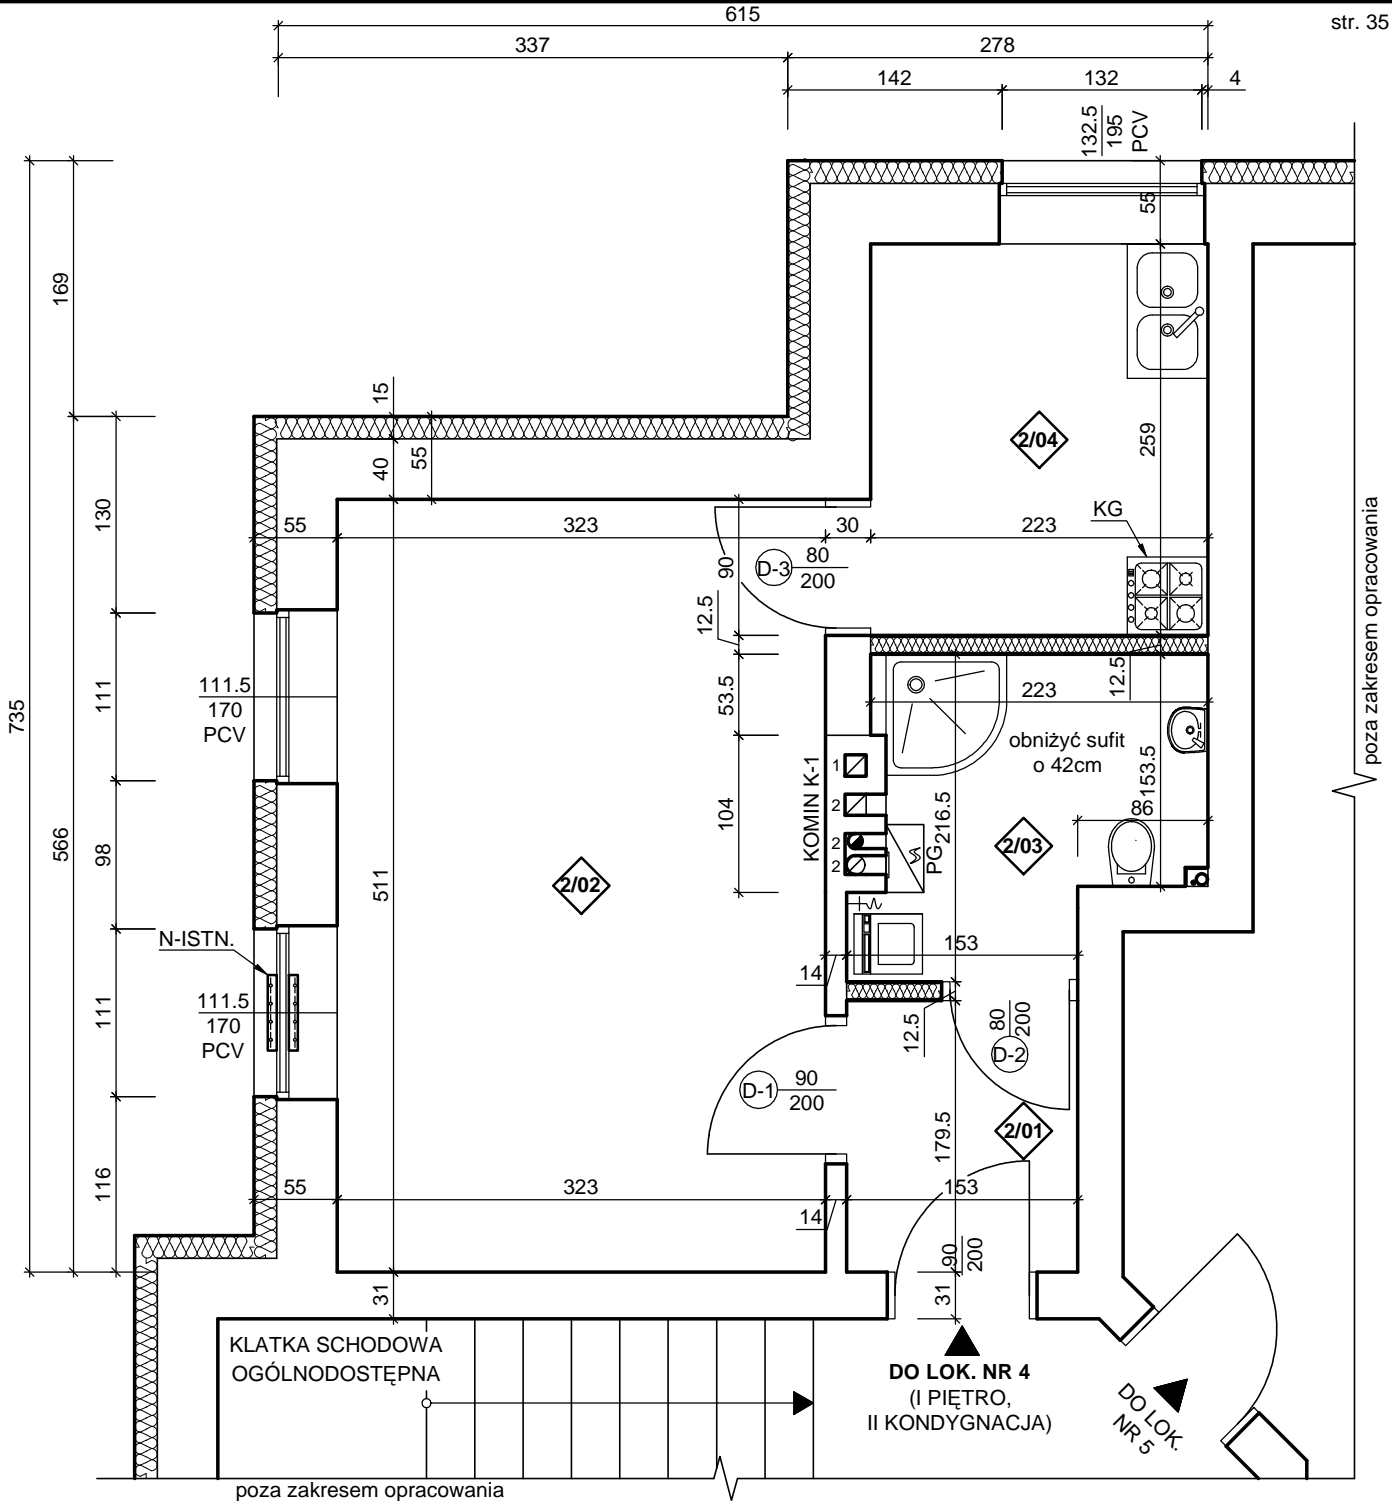 615
str. 35
337
278
142
132
4
132.5
195
PCV
55
169
15
40
55
735
566
130
111
98
111
116
2/04
259
KG
55
323
30
223
90
D-3
80
200
12.5
12.5
53.5
223
111.5
170
PCV
obniżyć sufit
o 42cm
153.5
86
104
KOMIN K-1
1
2
2
2
216.5
PG
2/03
2/02
511
N-ISTN.
111.5
170
PCV
153
14
12.5
80
200
D-2
D-1
90
200
2/01
179.5
55
323
153
14
90
200
31
31
KLATKA SCHODOWA
OGÓLNODOSTĘPNA
DO LOK. NR 4
(I PIĘTRO,
II KONDYGNACJA)
DO LOK.
NR 5
poza zakresem opracowania
poza zakresem opracowania